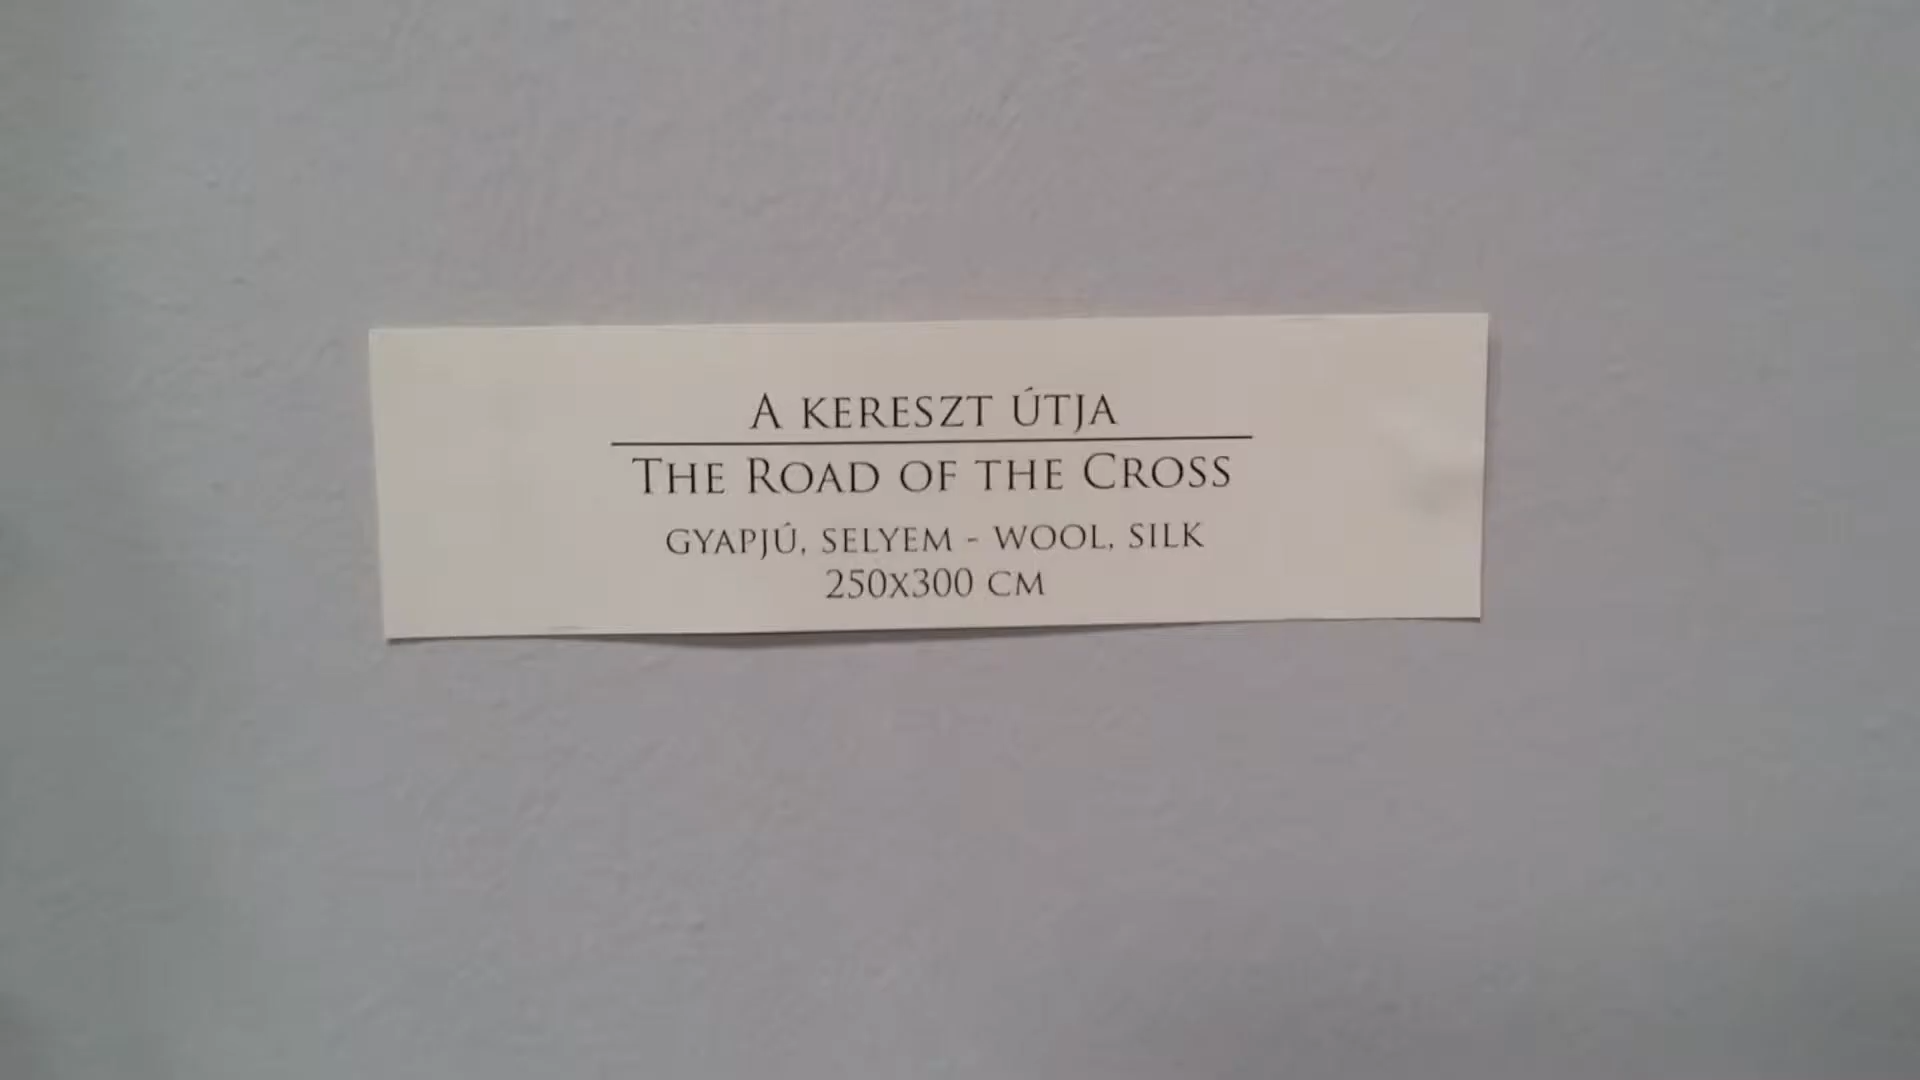 A KERESZT ÚTJA
THE ROAD OF THE CROSS
GYAPJÚ, SELYEM - WOOL, SILK
250X300 CM